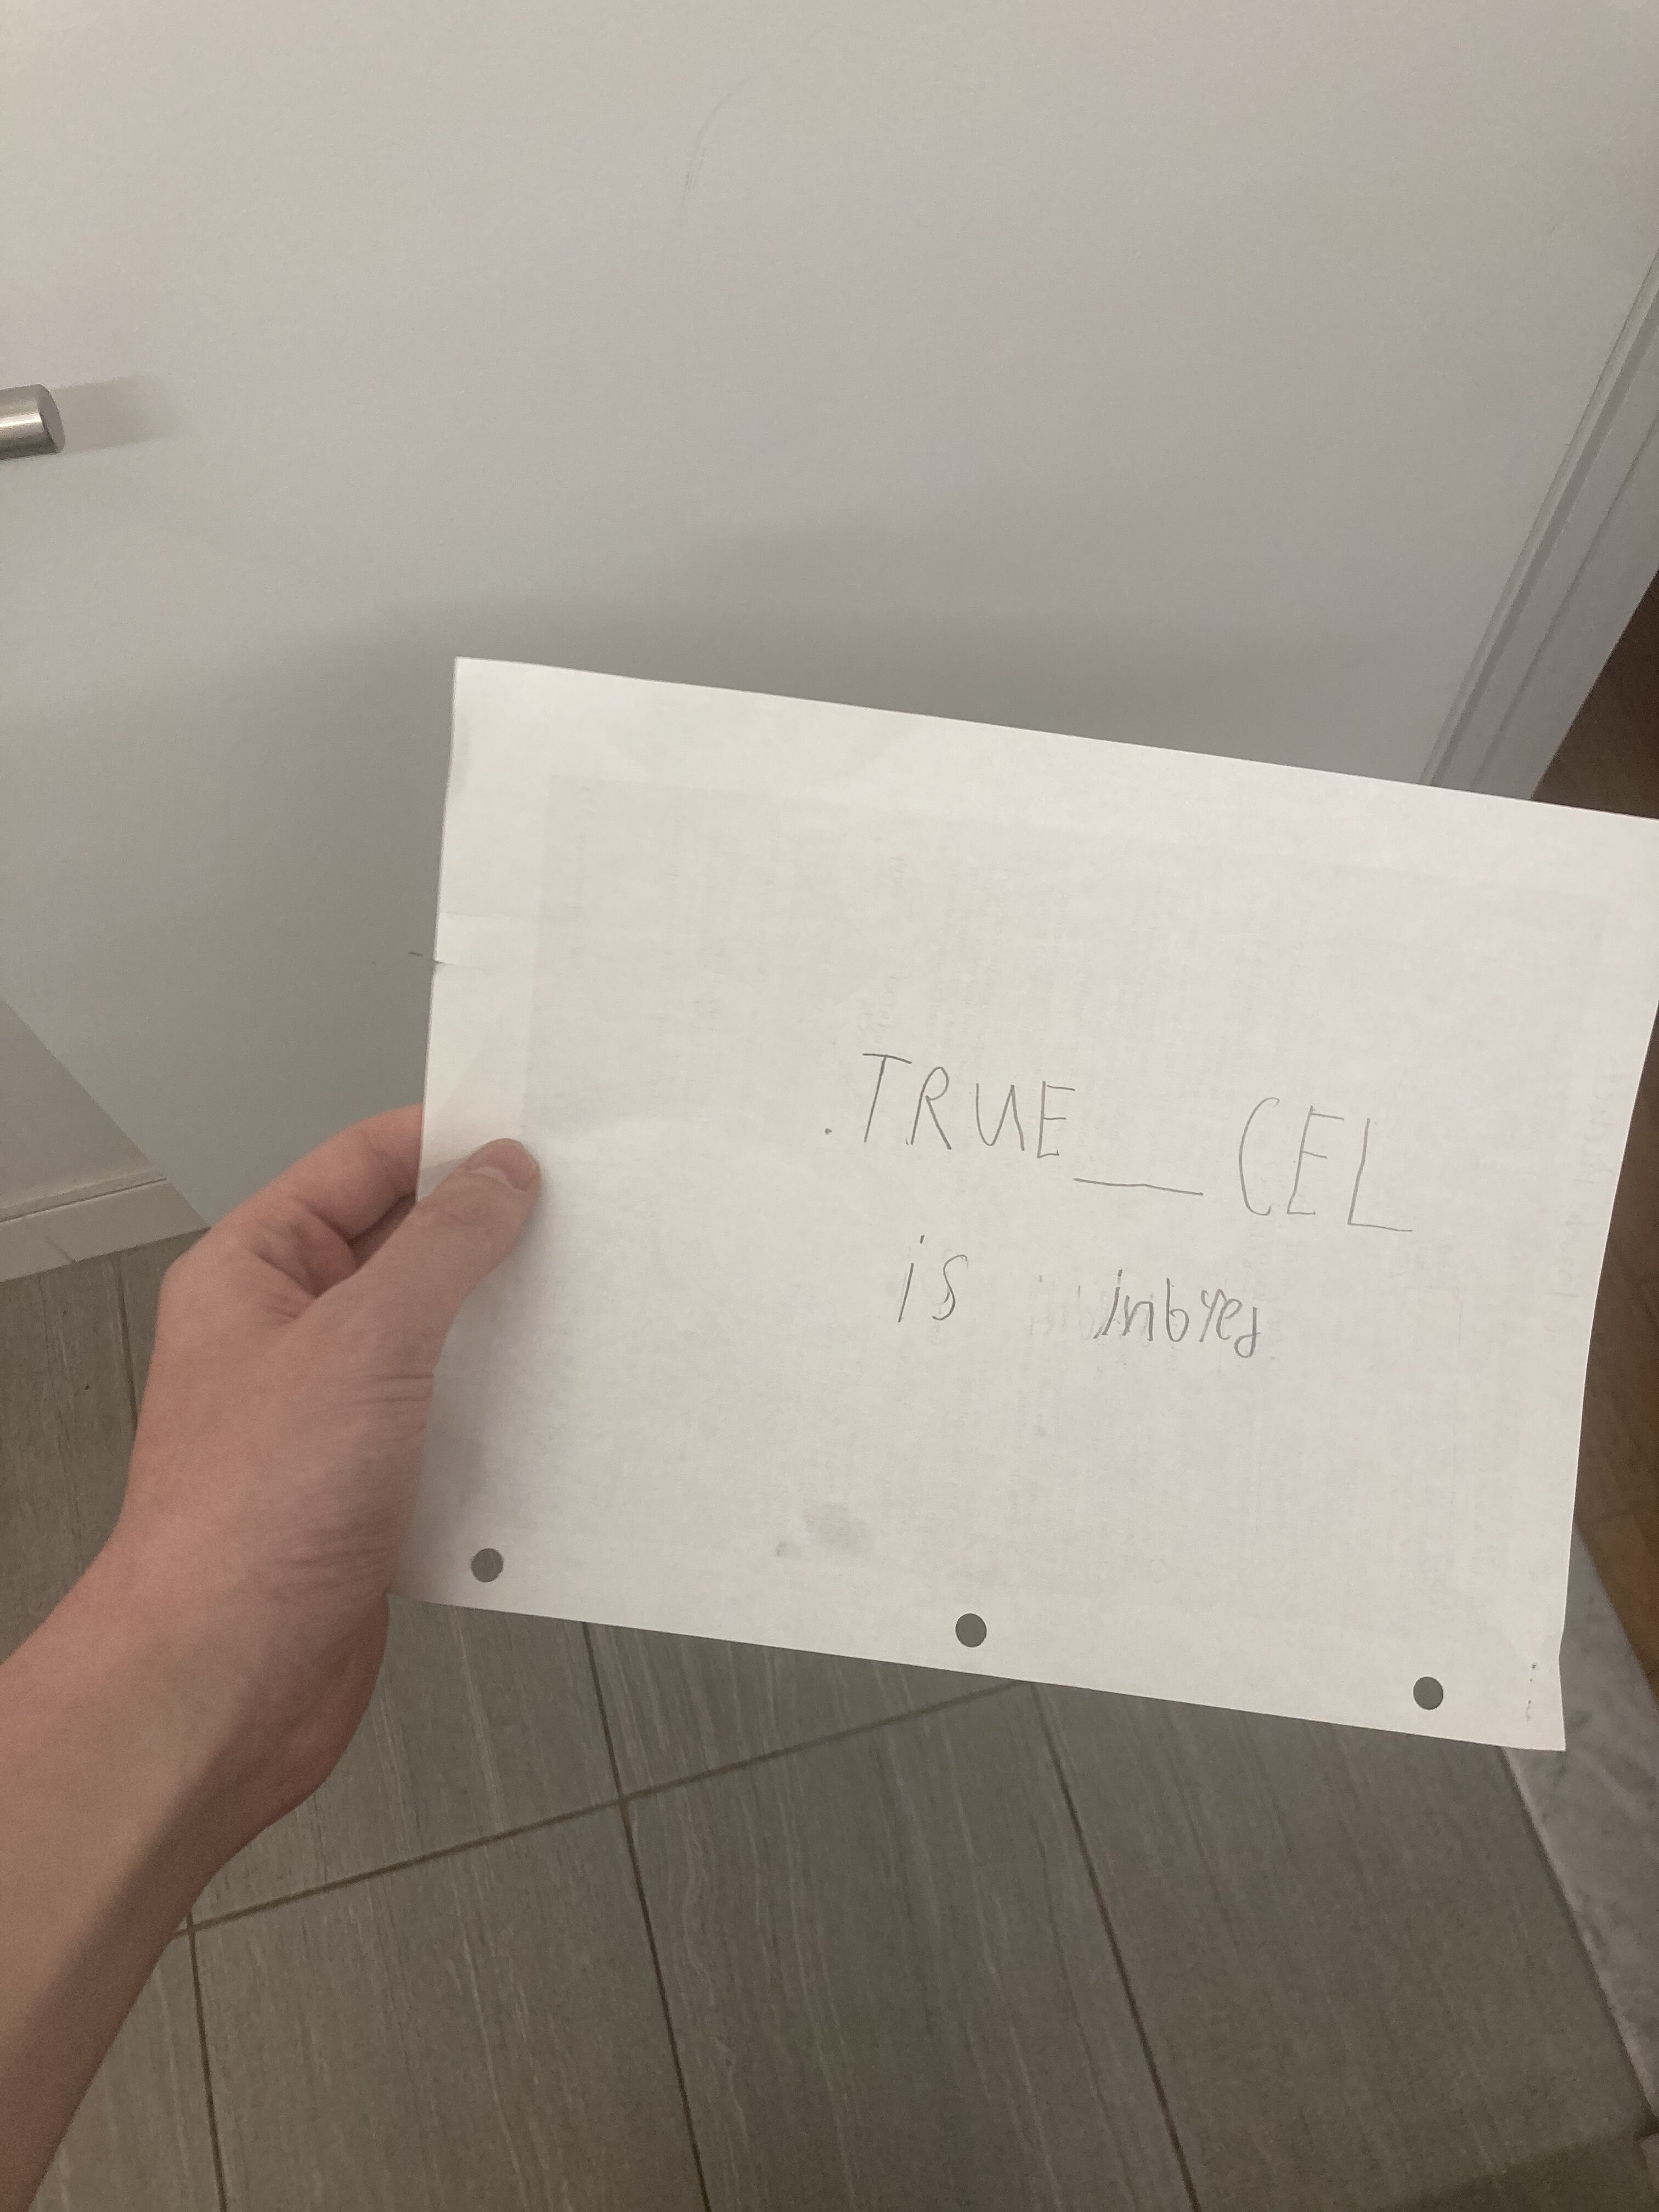 .TRUE__CEL
is inbred